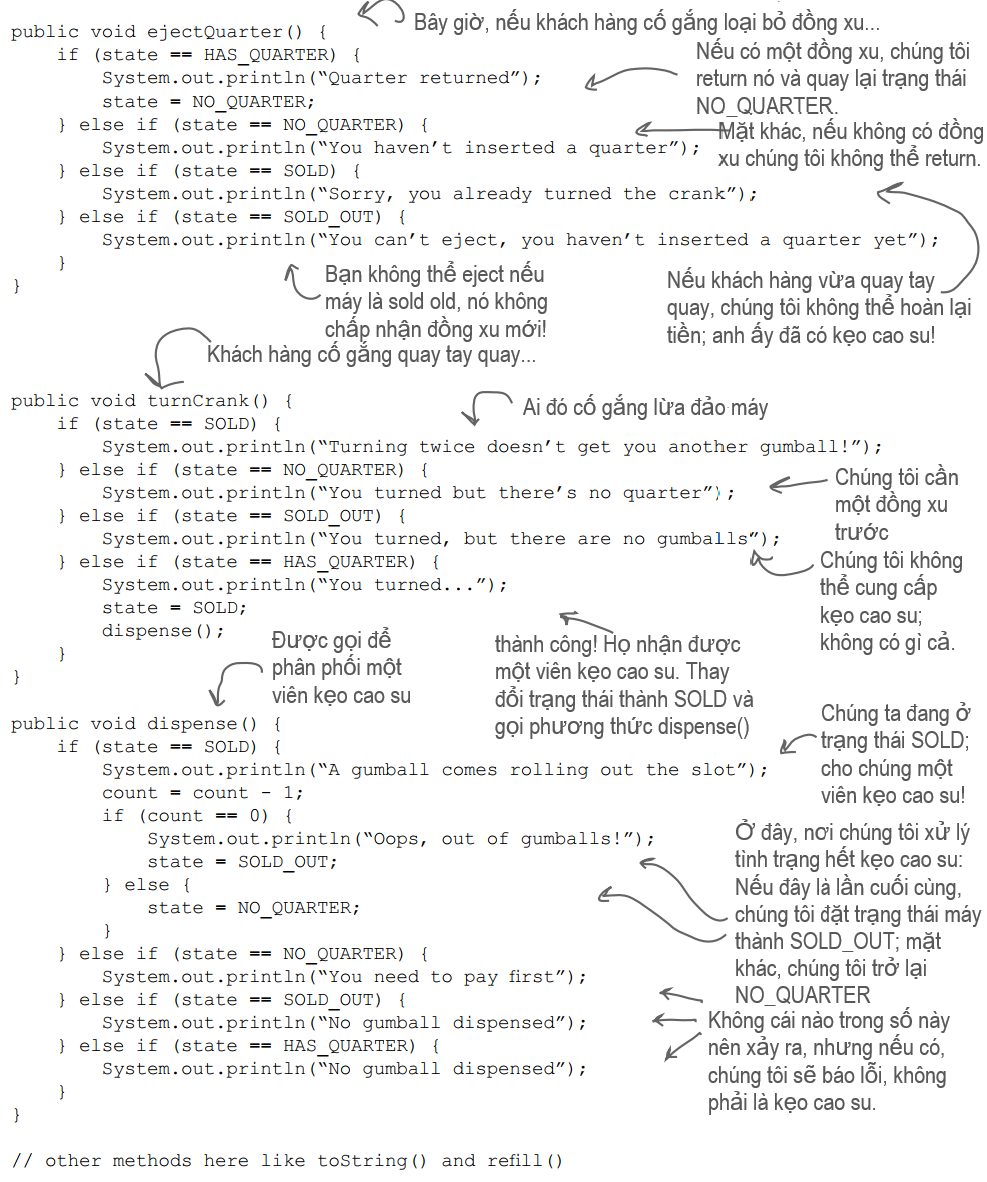 Bây giờ, nếu khách hàng cố gắng loại bỏ đồng xu...
public void ejectQuarter() {
    if (state == HAS_QUARTER) {
        System.out.println(“Quarter returned”);
        state = NO_QUARTER;
    } else if (state == NO_QUARTER) {
        System.out.println(“You haven’t inserted a quarter”);
    } else if (state == SOLD) {
        System.out.println(“Sorry, you already turned the crank”);
    } else if (state == SOLD_OUT) {
        System.out.println(“You can’t eject, you haven’t inserted a quarter yet”);
    }
}
Nếu có một đồng xu, chúng tôi
return nó và quay lại trạng thái
NO_QUARTER.
Mặt khác, nếu không có đồng
xu chúng tôi không thể return.
Nếu khách hàng vừa quay tay
quay, chúng tôi không thể hoàn lại
tiền; anh ấy đã có kẹo cao su!
Bạn không thể eject nếu
máy là sold old, nó không
chấp nhận đồng xu mới!
Khách hàng cố gắng quay tay quay...
public void turnCrank() {
    if (state == SOLD) {
        System.out.println(“Turning twice doesn’t get you another gumball!”);
    } else if (state == NO_QUARTER) {
        System.out.println(“You turned but there’s no quarter”);
    } else if (state == SOLD_OUT) {
        System.out.println(“You turned, but there are no gumballs”);
    } else if (state == HAS_QUARTER) {
        System.out.println(“You turned...”);
        state = SOLD;
        dispense();
    }
}
Ai đó cố gắng lừa đảo máy
Chúng tôi cần
một đồng xu
trước
Chúng tôi không
thể cung cấp
kẹo cao su;
không có gì cả.
thành công! Họ nhận được
một viên kẹo cao su. Thay
đổi trạng thái thành SOLD và
gọi phương thức dispense()
Được gọi để
phân phối một
viên kẹo cao su
public void dispense() {
    if (state == SOLD) {
        System.out.println(“A gumball comes rolling out the slot”);
        count = count - 1;
        if (count == 0) {
            System.out.println(“Oops, out of gumballs!”);
            state = SOLD_OUT;
        } else {
            state = NO_QUARTER;
        }
    } else if (state == NO_QUARTER) {
        System.out.println(“You need to pay first”);
    } else if (state == SOLD_OUT) {
        System.out.println(“No gumball dispensed”);
    } else if (state == HAS_QUARTER) {
        System.out.println(“No gumball dispensed”);
    }
}
Chúng ta đang ở
trạng thái SOLD;
cho chúng một
viên kẹo cao su!
Ở đây, nơi chúng tôi xử lý
tình trạng hết kẹo cao su:
Nếu đây là lần cuối cùng,
chúng tôi đặt trạng thái máy
thành SOLD_OUT; mặt
khác, chúng tôi trở lại
NO_QUARTER
Không cái nào trong số này
nên xảy ra, nhưng nếu có,
chúng tôi sẽ báo lỗi, không
phải là kẹo cao su.
// other methods here like toString() and refill()